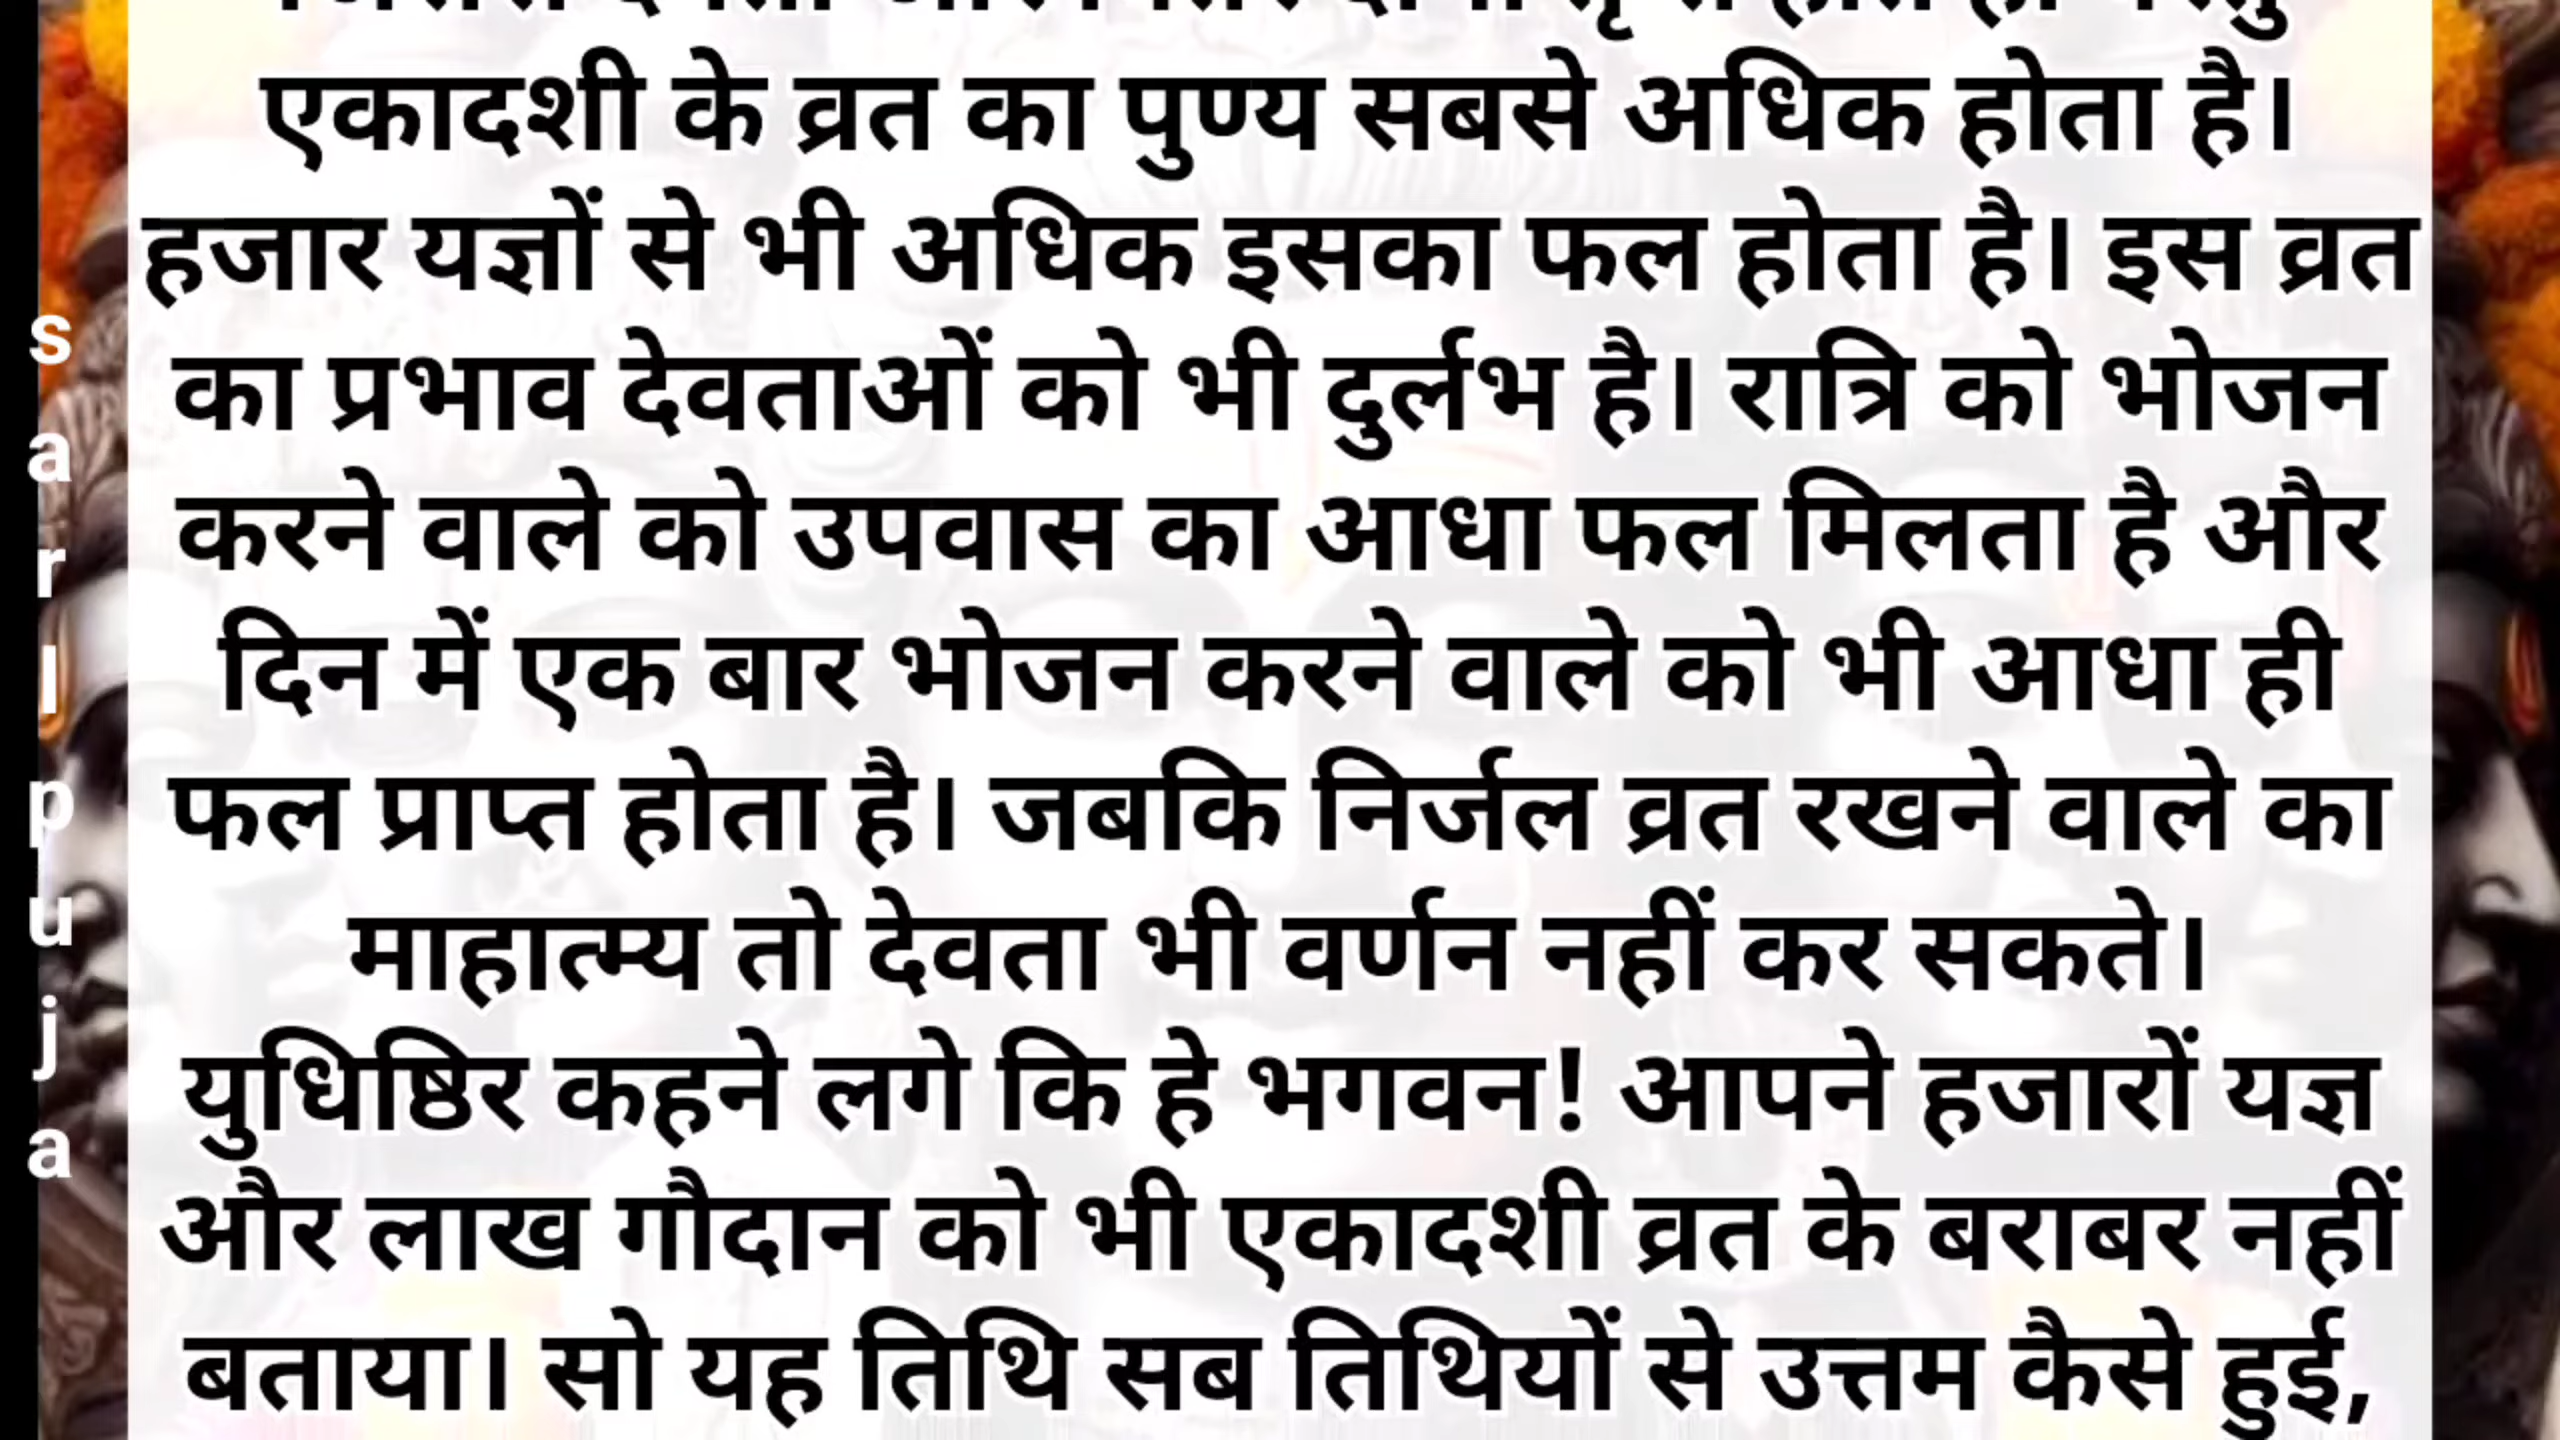 एकादशी के व्रत का पुण्य सबसे अधिक होता है।
हजार यज्ञों से भी अधिक इसका फल होता है। इस व्रत
का प्रभाव देवताओं को भी दुर्लभ है। रात्रि को भोजन
करने वाले को उपवास का आधा फल मिलता है और
दिन में एक बार भोजन करने वाले को भी आधा ही
फल प्राप्त होता है। जबकि निर्जल व्रत रखने वाले का
माहात्म्य तो देवता भी वर्णन नहीं कर सकते।
युधिष्ठिर कहने लगे कि हे भगवन! आपने हजारों यज्ञ
और लाख गौदान को भी एकादशी व्रत के बराबर नहीं
बताया। सो यह तिथि सब तिथियों से उत्तम कैसे हुई,
s
a
r
l
p
u
j
a